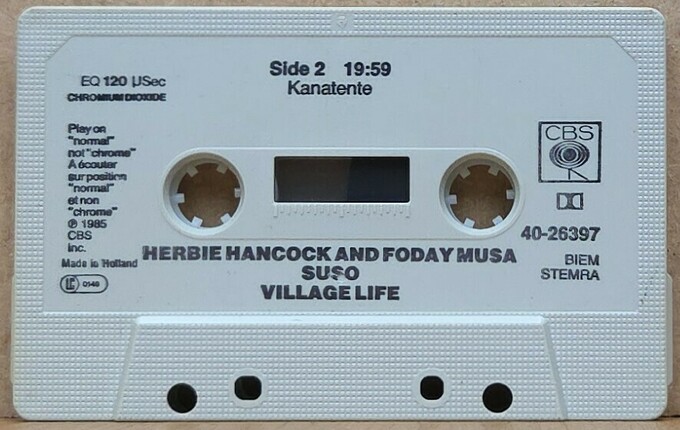 Side 2 19:59
Kanatente
EQ 120 µSec
CHROMIUM DIOXIDE
Play on
"normal"
not "chrome"
A écouter
sur position
"normal"
et non
"chrome"
℗ 1985
CBS
Inc.
Made in Holland
LC 0149
CBS
40-26397
BIEM
STEMRA
HERBIE HANCOCK AND FODAY MUSA
SUSO
VILLAGE LIFE